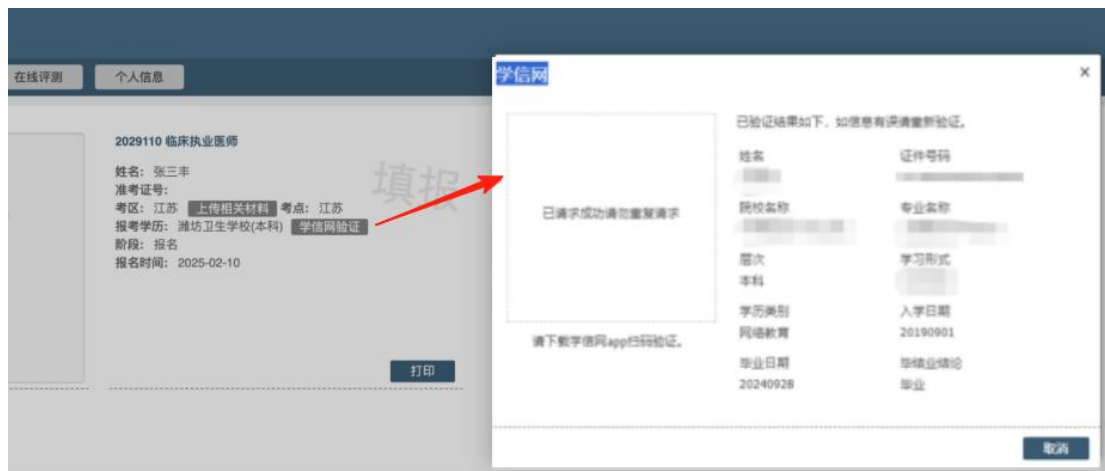 在线评测
个人信息
2029110 临床执业医师
姓名：张三丰
准考证号：
考区：江苏 上传相关材料 考点：江苏
报考学历：潍坊卫生学校(本科) 学信网验证
阶段：报名
报名时间：2025-02-10
填报
打印
学信网
×
已请求成功请勿重复请求
请下载学信网app扫码验证。
已验证结果如下，如信息有误请重新验证。
姓名 证件号码
院校名称 专业名称
层次 学习形式
本科
学历类别 入学日期
网络教育 20190901
毕业日期 毕结业结论
20240928 毕业
取消